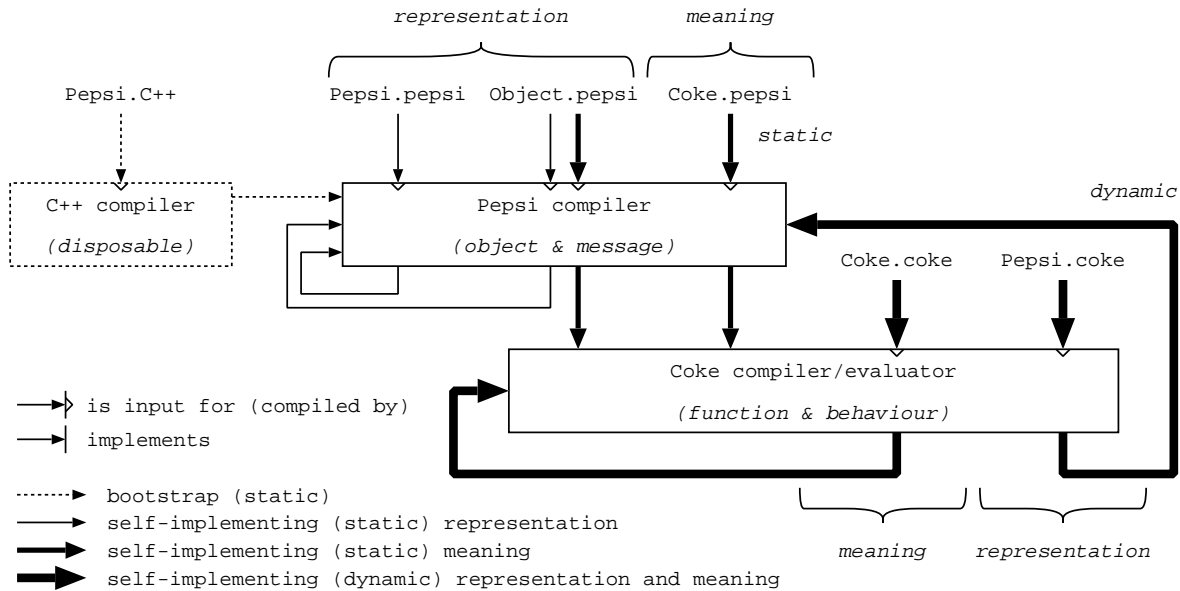 representation
meaning
Pepsi.C++
Pepsi.pepsi
Object.pepsi
Coke.pepsi
static
C++ compiler
(disposable)
Pepsi compiler
(object & message)
dynamic
Coke.coke
Pepsi.coke
Coke compiler/evaluator
(function & behaviour)
is input for (compiled by)
implements
bootstrap (static)
self-implementing (static) representation
self-implementing (static) meaning
self-implementing (dynamic) representation and meaning
meaning
representation